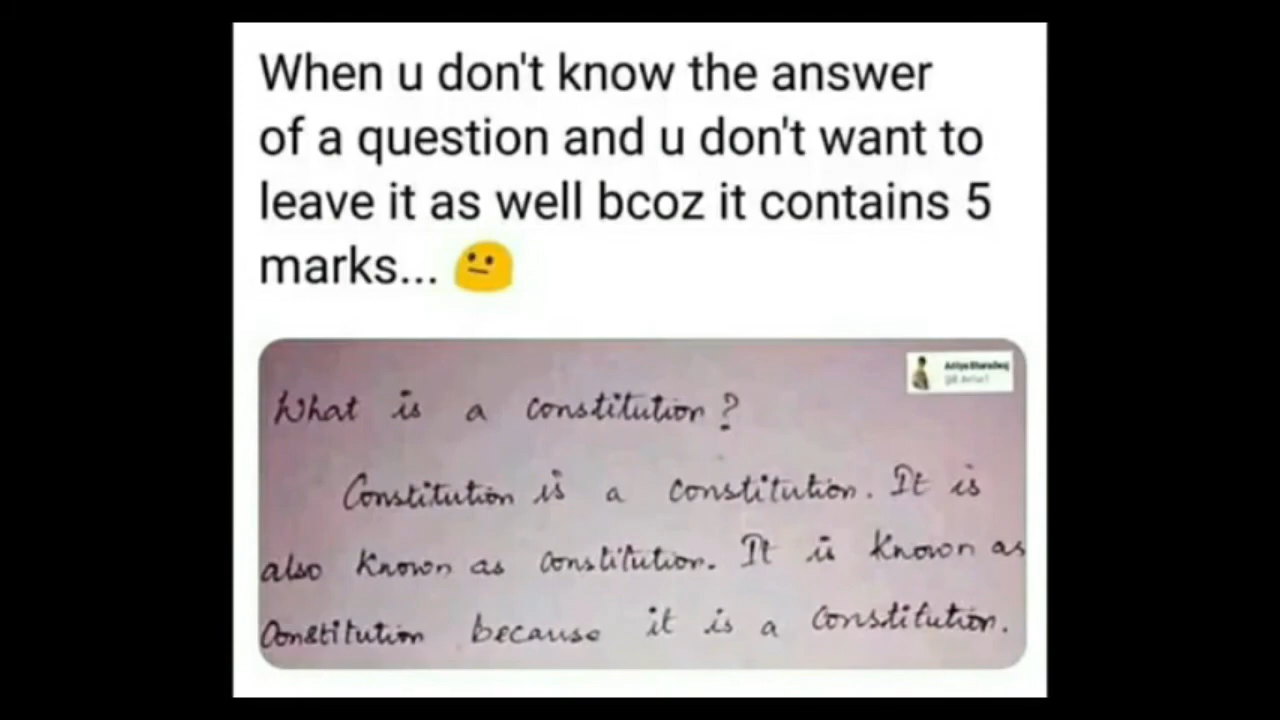 When u don't know the answer
of a question and u don't want to
leave it as well bcoz it contains 5
marks... 😐
What is a constitution?
Constitution is a constitution. It is
also known as constitution. It is known as
Constitution because it is a constitution.